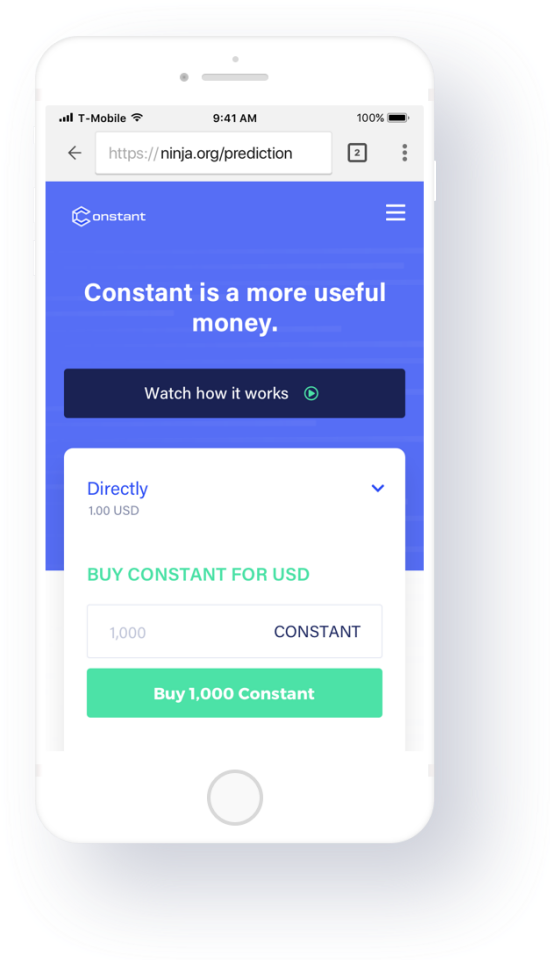 T-Mobile 9:41 AM 100%
https://ninja.org/prediction 2
Constant
Constant is a more useful
money.
Watch how it works
Directly
1.00 USD
BUY CONSTANT FOR USD
1,000 CONSTANT
Buy 1,000 Constant